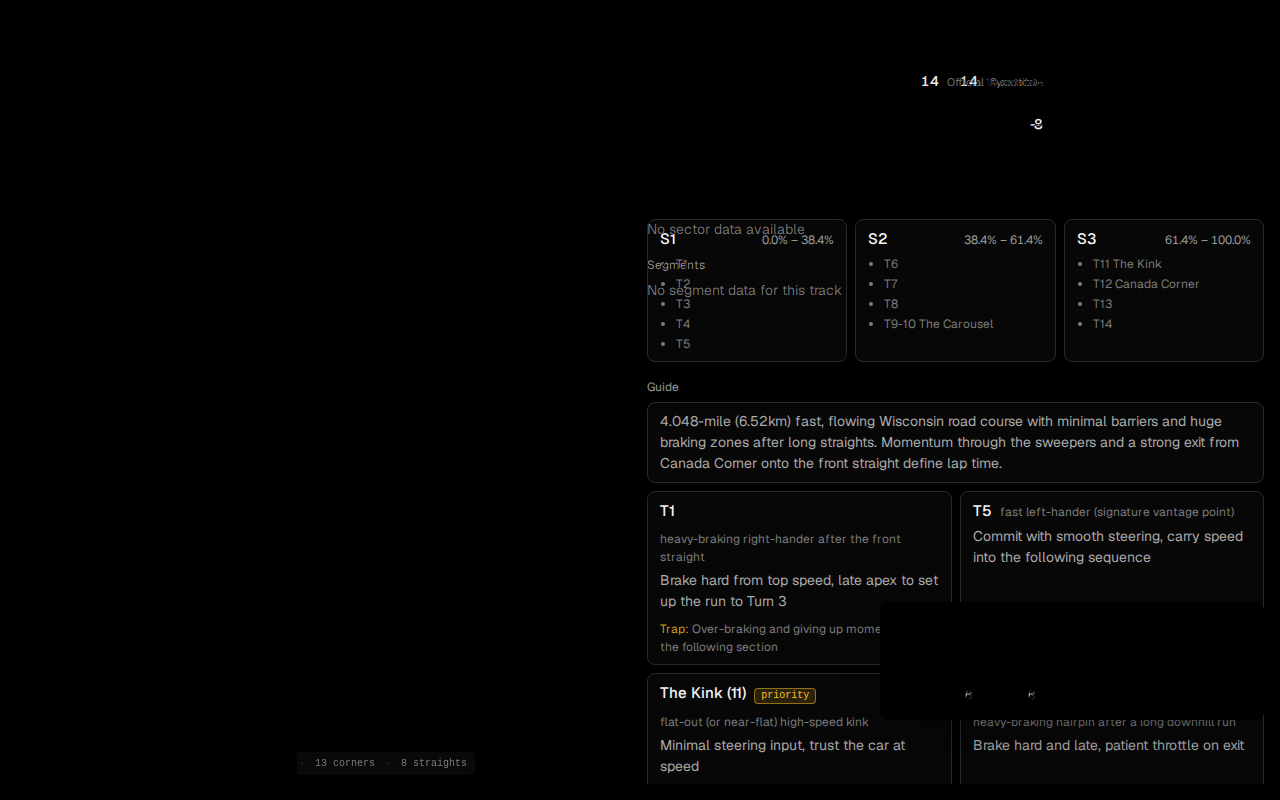 14 14
-8
No sector data available
S1 0.0% – 38.4%
S2 38.4% – 61.4%
S3 61.4% – 100.0%
Segments
T2
T3
T4
T5
No segment data for this track
T6
T7
T8
T9-10 The Carousel
T11 The Kink
T12 Canada Corner
T13
T14
Guide
4.048-mile (6.52km) fast, flowing Wisconsin road course with minimal barriers and huge
braking zones after long straights. Momentum through the sweepers and a strong exit from
Canada Corner onto the front straight define lap time.
T1
heavy-braking right-hander after the front
straight
Brake hard from top speed, late apex to set
up the run to Turn 3
Trap: Over-braking and giving up mome
the following section
T5 fast left-hander (signature vantage point)
Commit with smooth steering, carry speed
into the following sequence
The Kink (11) priority
flat-out (or near-flat) high-speed kink
Minimal steering input, trust the car at
speed
heavy-braking hairpin after a long downhill run
Brake hard and late, patient throttle on exit
· 13 corners · 8 straights